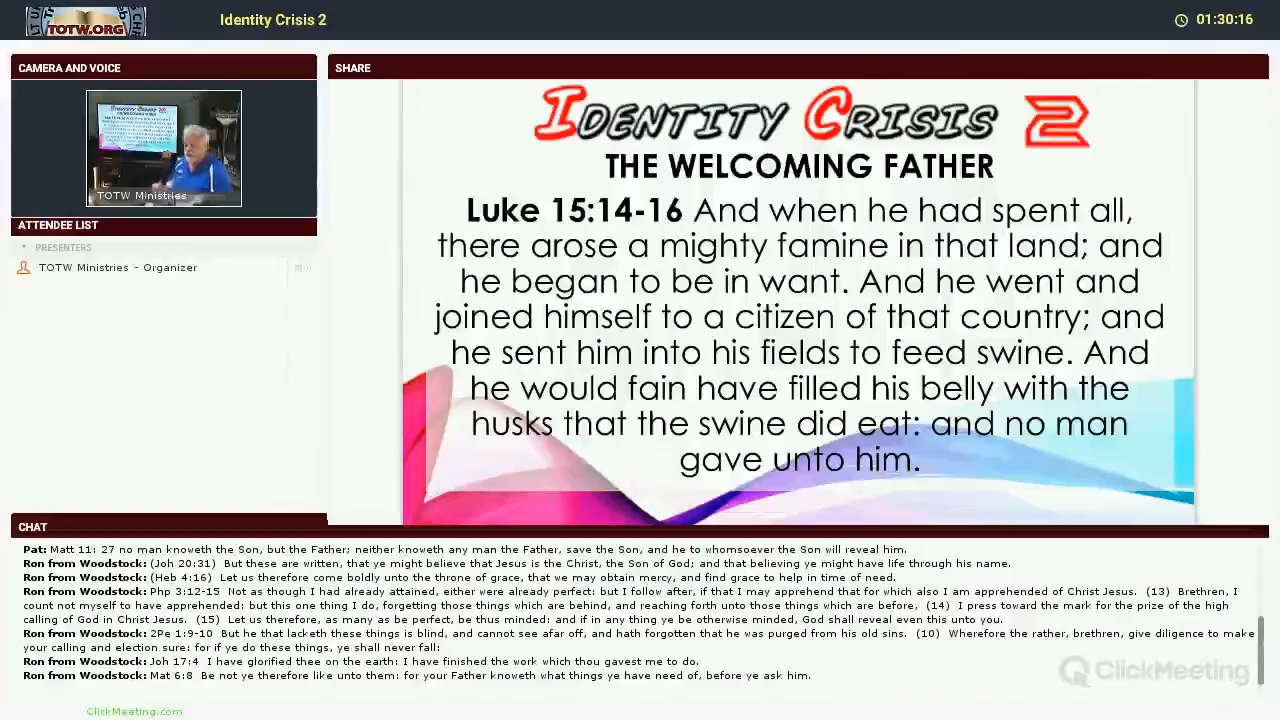 TOTW.ORG
Identity Crisis 2
01:30:16
CAMERA AND VOICE
TOTW Ministries
ATTENDEE LIST
PRESENTERS
TOTW Ministries - Organizer
SHARE
IDENTITY CRISIS 2
THE WELCOMING FATHER
Luke 15:14-16 And when he had spent all,
there arose a mighty famine in that land; and
he began to be in want. And he went and
joined himself to a citizen of that country; and
he sent him into his fields to feed swine. And
he would fain have filled his belly with the
husks that the swine did eat: and no man
gave unto him.
CHAT
Pat: Matt 11: 27 no man knoweth the Son, but the Father; neither knoweth any man the Father, save the Son, and he to whomsoever the Son will reveal him.
Ron from Woodstock: (Joh 20:31) But these are written, that ye might believe that Jesus is the Christ, the Son of God; and that believing ye might have life through his name.
Ron from Woodstock: (Heb 4:16) Let us therefore come boldly unto the throne of grace, that we may obtain mercy, and find grace to help in time of need.
Ron from Woodstock: Php 3:12-15 Not as though I had already attained, either were already perfect: but I follow after, if that I may apprehend that for which also I am apprehended of Christ Jesus. (13) Brethren, I
count not myself to have apprehended: but this one thing I do, forgetting those things which are behind, and reaching forth unto those things which are before, (14) I press toward the mark for the prize of the high
calling of God in Christ Jesus. (15) Let us therefore, as many as be perfect, be thus minded: and if in any thing ye be otherwise minded, God shall reveal even this unto you.
Ron from Woodstock: 2Pe 1:9-10 But he that lacketh these things is blind, and cannot see afar off, and hath forgotten that he was purged from his old sins. (10) Wherefore the rather, brethren, give diligence to make
your calling and election sure: for if ye do these things, ye shall never fall:
Ron from Woodstock: Joh 17:4 I have glorified thee on the earth: I have finished the work which thou gavest me to do.
Ron from Woodstock: Mat 6:8 Be not ye therefore like unto them: for your Father knoweth what things ye have need of, before ye ask him.
ClickMeeting
ClickMeeting.com